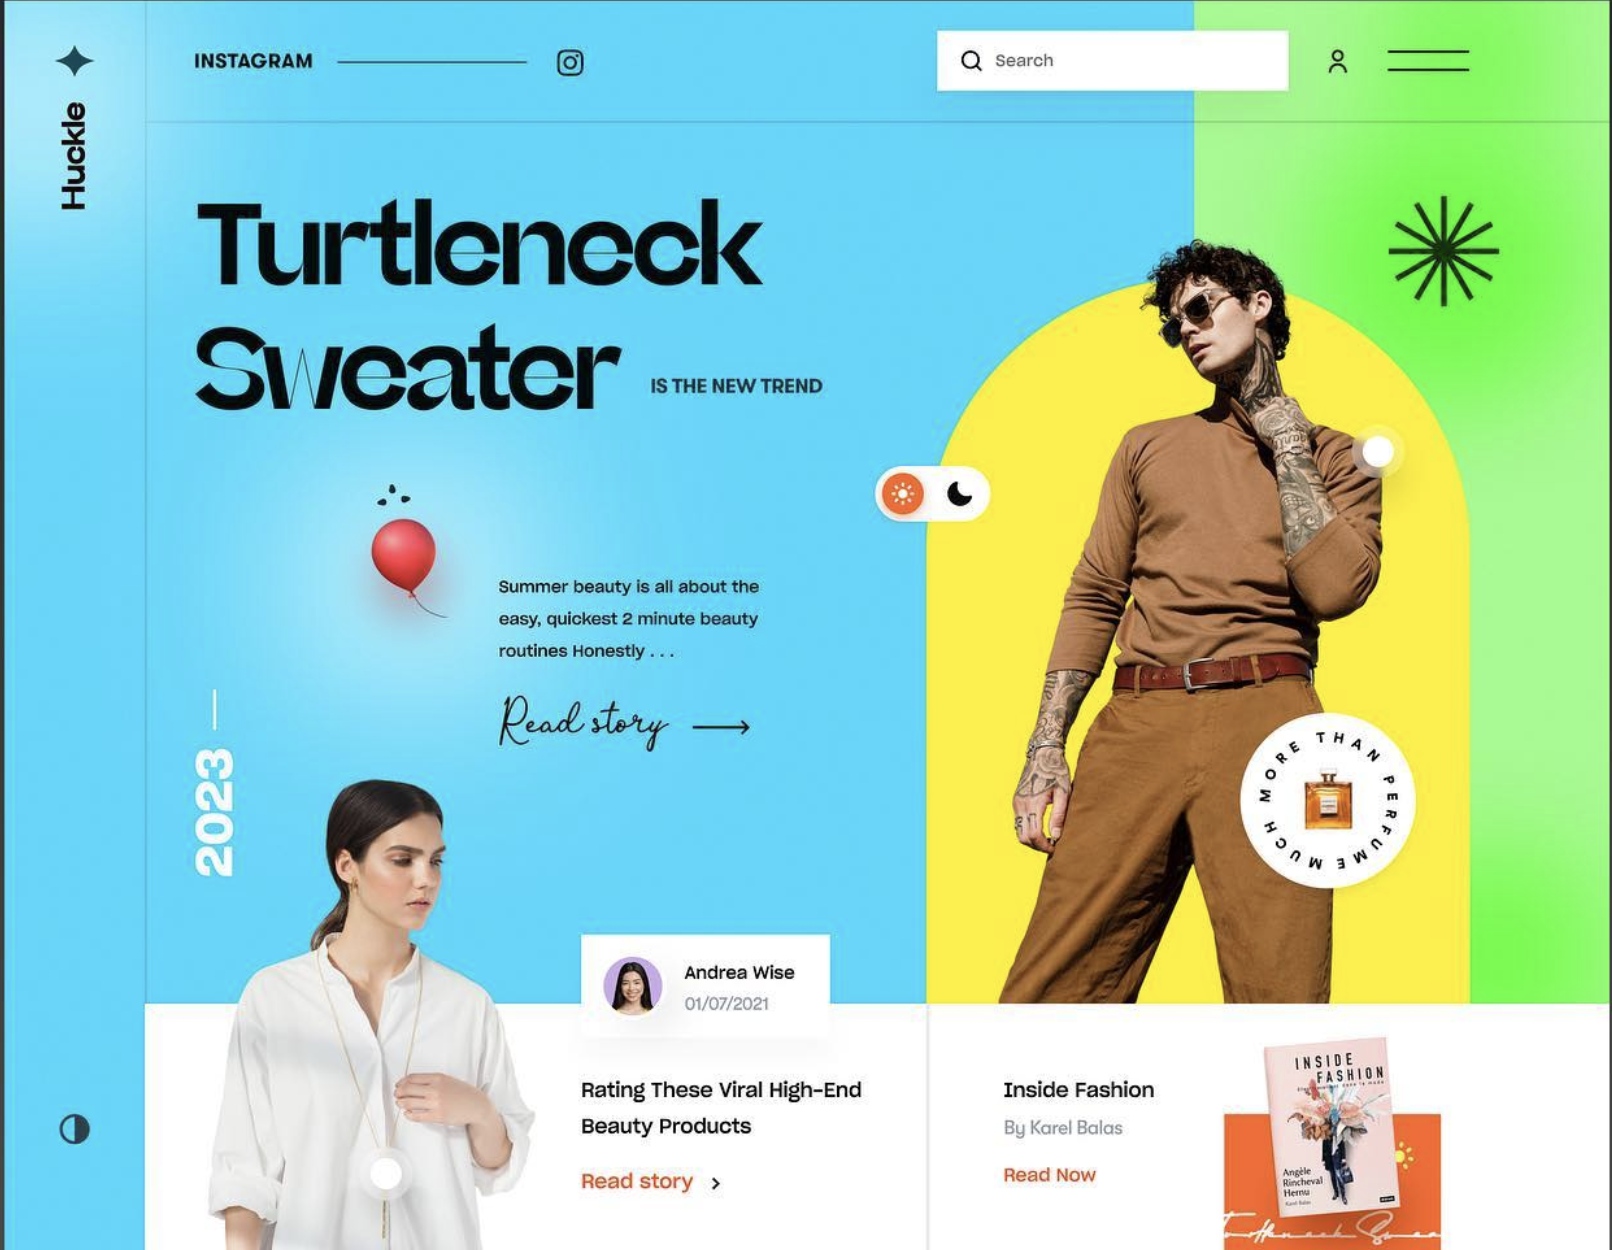 Huckle
INSTAGRAM
Search
Turtleneck
Sweater
IS THE NEW TREND
Summer beauty is all about the
easy, quickest 2 minute beauty
routines Honestly . . .
Read story
2023
MUCH MORE THAN PERFUME
Andrea Wise
01/07/2021
Rating These Viral High-End
Beauty Products
Read story
Inside Fashion
By Karel Balas
Read Now
INSIDE
FASHION
Angèle
Rincheval
Hernu
Karel Balas